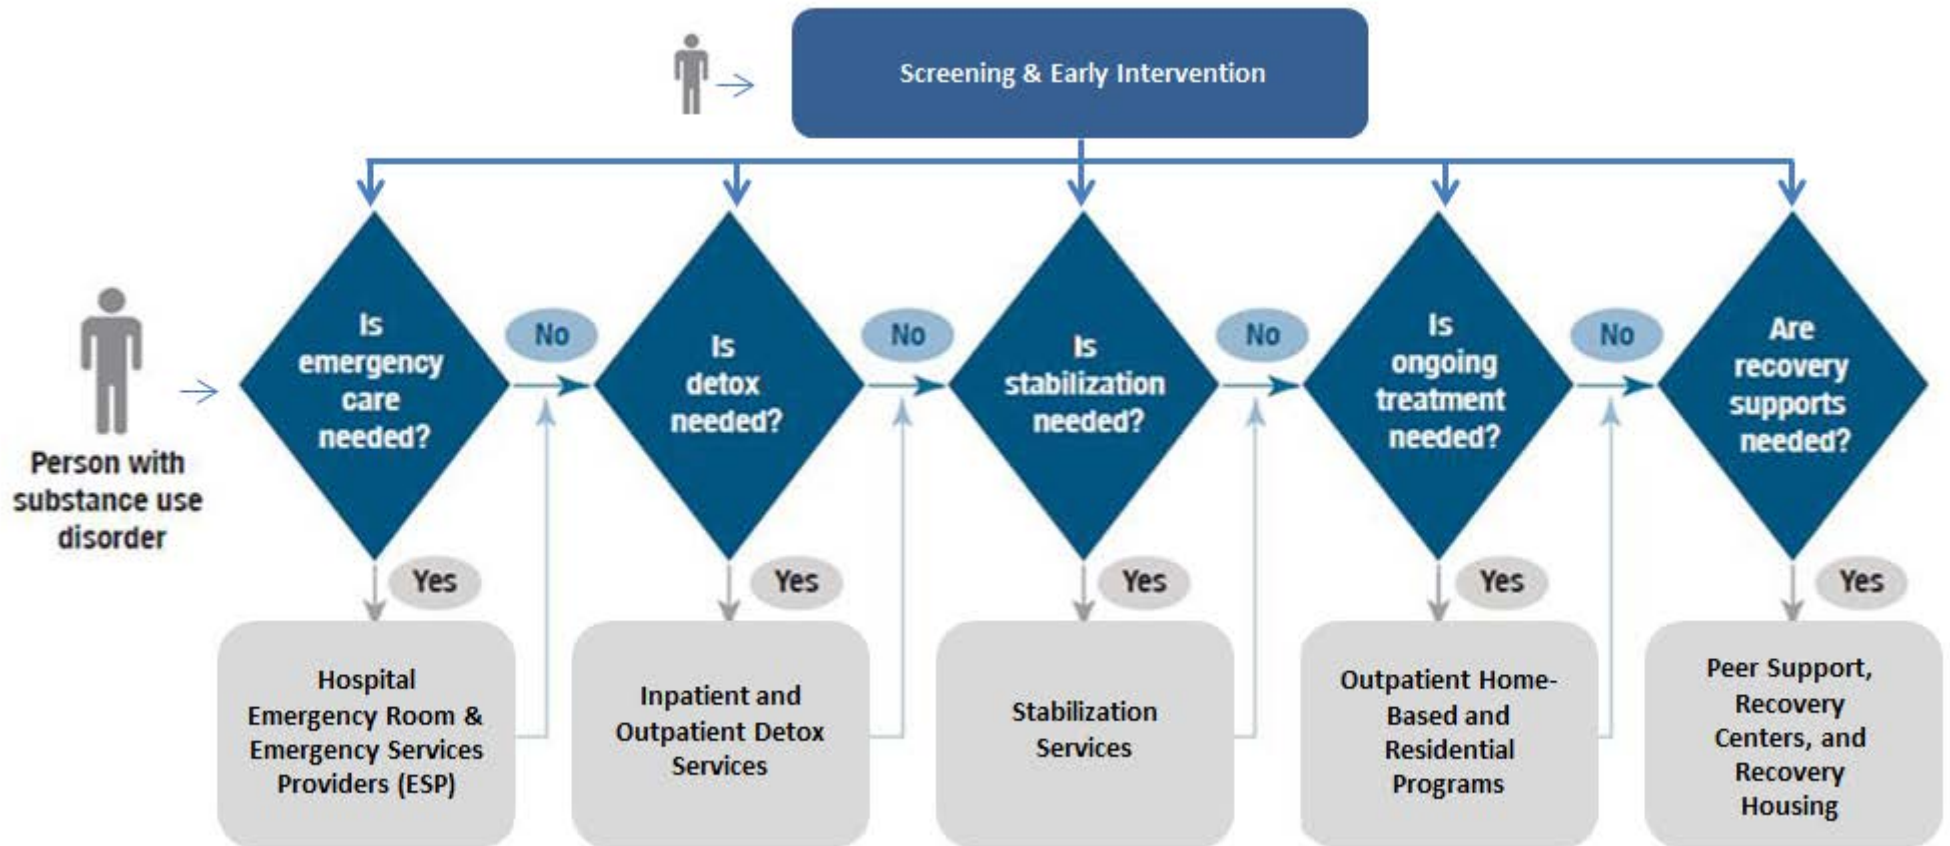 Screening & Early Intervention
Is
emergency
care
needed?
No
Is
detox
needed?
No
Is
stabilization
needed?
No
Is
ongoing
treatment
needed?
No
Are
recovery
supports
needed?
Person with
substance use
disorder
Yes
Yes
Yes
Yes
Yes
Hospital
Emergency Room &
Emergency Services
Providers (ESP)
Inpatient and
Outpatient Detox
Services
Stabilization
Services
Outpatient Home-
Based and
Residential
Programs
Peer Support,
Recovery
Centers, and
Recovery
Housing